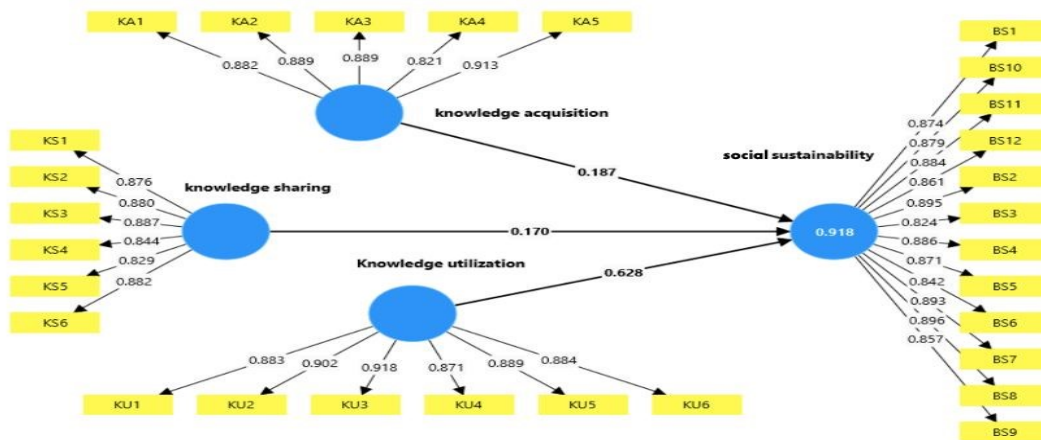 KA1
KA2
KA3
KA4
KA5
0.882
0.889
0.889
0.821
0.913
knowledge acquisition
KS1
KS2
KS3
KS4
KS5
KS6
0.876
0.880
0.887
0.844
0.829
0.882
knowledge sharing
Knowledge utilization
0.883
0.902
0.918
0.871
0.889
0.884
KU1
KU2
KU3
KU4
KU5
KU6
0.187
0.170
0.628
social sustainability
0.918
0.874
0.879
0.884
0.861
0.895
0.824
0.886
0.871
0.842
0.893
0.896
0.857
BS1
BS10
BS11
BS12
BS2
BS3
BS4
BS5
BS6
BS7
BS8
BS9